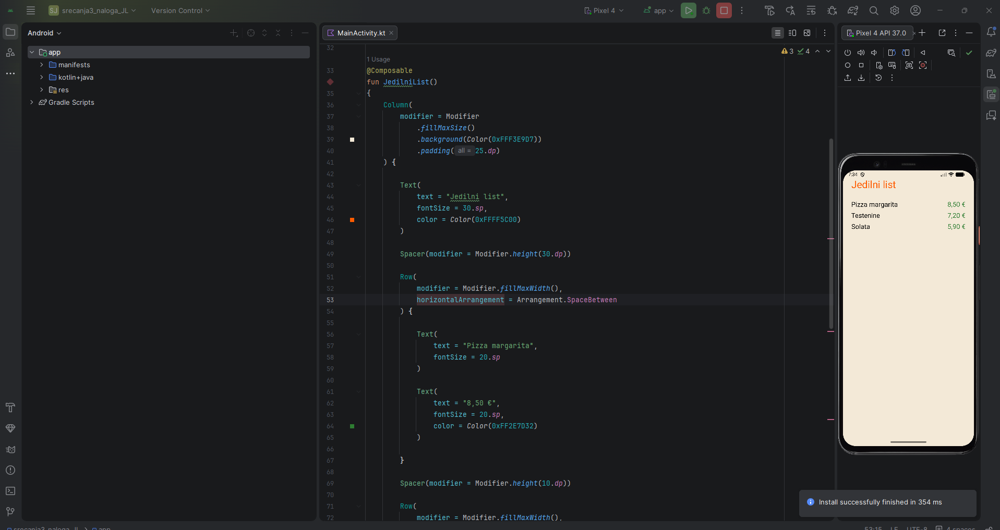 SJ srecanja3_naloga_JL Version Control Pixel 4 app
Android
app
manifests
kotlin+java
res
Gradle Scripts
MainActivity.kt
3 4
32
1 Usage
33 @Composable
fun JedilniList()
35 {
36 Column(
37 modifier = Modifier
38 .fillMaxSize()
39 .background(Color(0xFFF3E9D7))
40 .padding( all = 25.dp)
41 ) {
42
43 Text(
44 text = "Jedilni list",
45 fontSize = 30.sp,
46 color = Color(0xFFFF5C00)
47 )
48
49 Spacer(modifier = Modifier.height(30.dp))
50
51 Row(
52 modifier = Modifier.fillMaxWidth(),
53 horizontalArrangement = Arrangement.SpaceBetween
54 ) {
55
56 Text(
57 text = "Pizza margarita",
58 fontSize = 20.sp
59 )
60
61 Text(
62 text = "8,50 €",
63 fontSize = 20.sp,
64 color = Color(0xFF2E7D32)
65 )
66
67 }
68
69 Spacer(modifier = Modifier.height(10.dp))
70
71 Row(
72 modifier = Modifier.fillMaxWidth(),
Pixel 4 API 37.0
7:34
Jedilni list
Pizza margarita 8,50 €
Testenine 7,20 €
Solata 5,90 €
Install successfully finished in 354 ms
srecanja3_naloga_JL > app
53:15 LF UTF-8 4 spaces